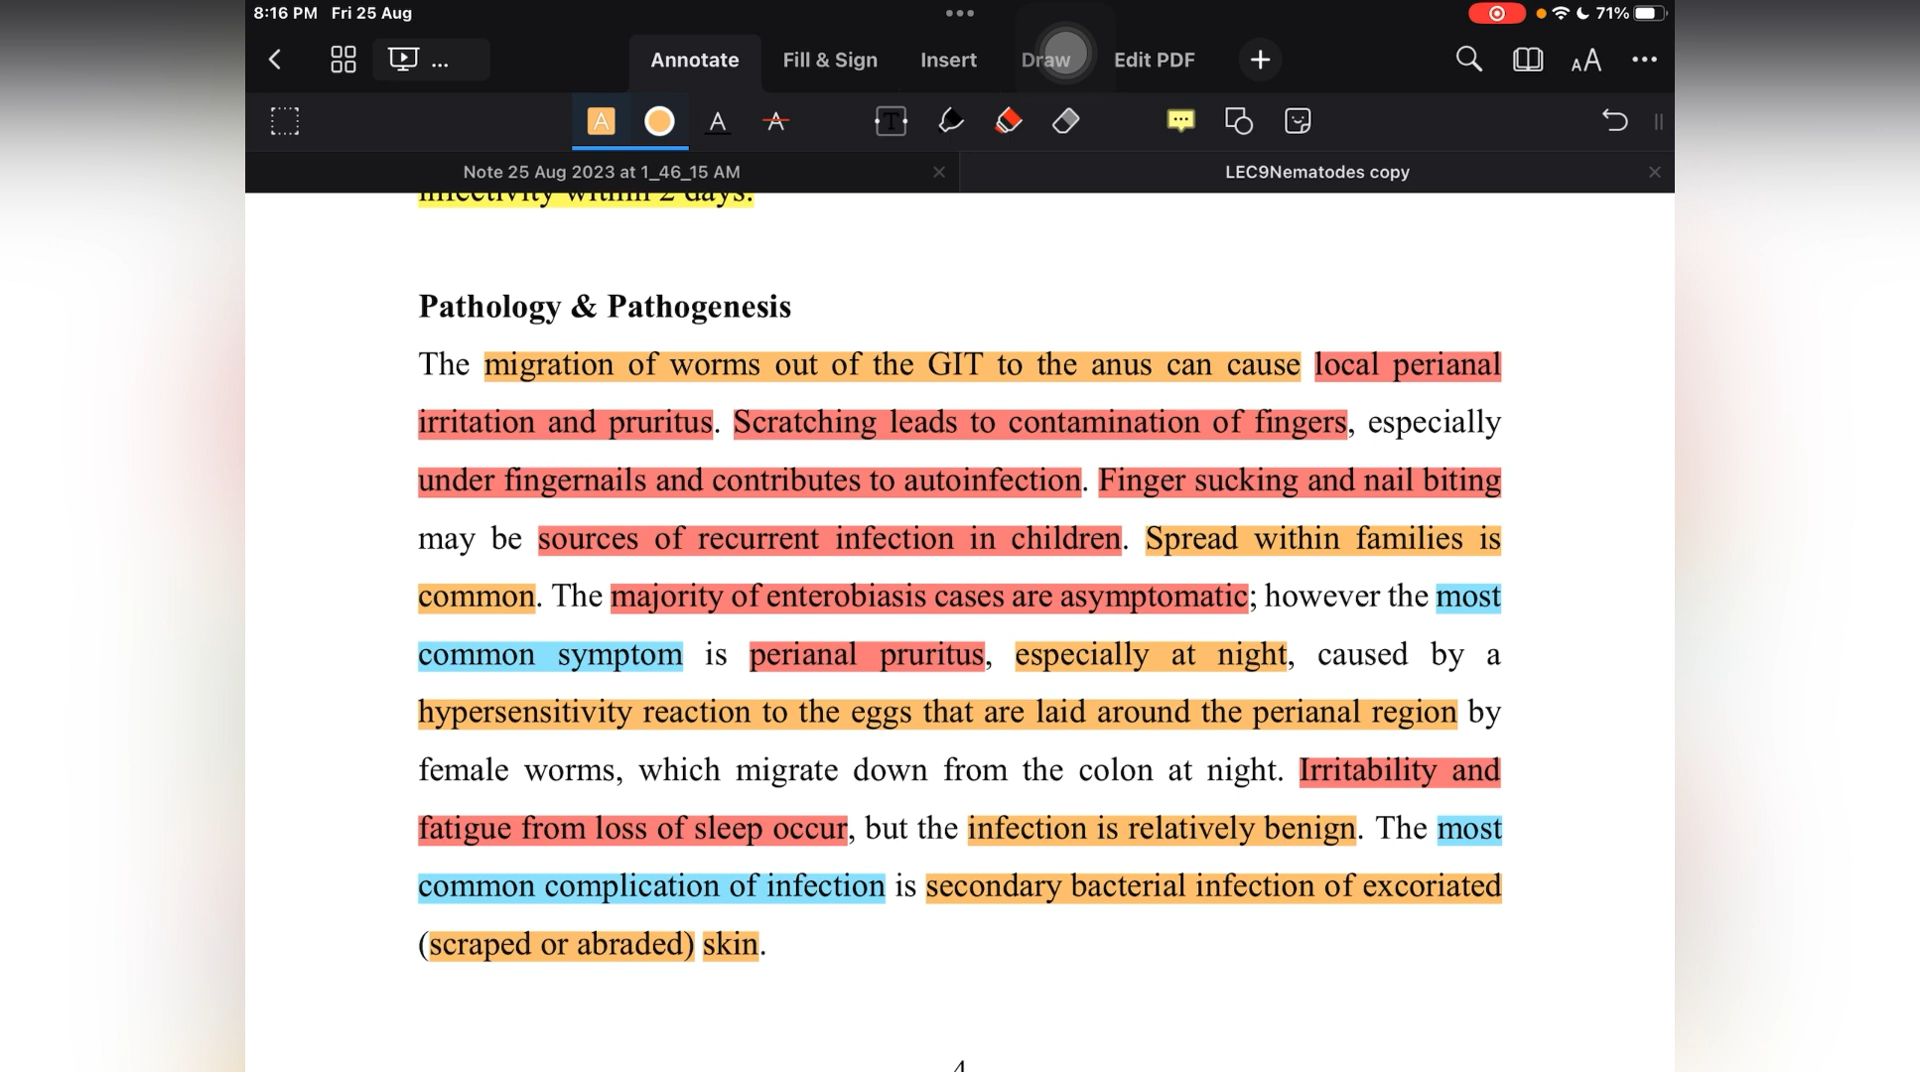 8:16 PM Fri 25 Aug
71%
Annotate Fill & Sign Insert Draw Edit PDF
Note 25 Aug 2023 at 1_46_15 AM
LEC9Nematodes copy
infectivity within 2 days.
Pathology & Pathogenesis
The migration of worms out of the GIT to the anus can cause local perianal
irritation and pruritus. Scratching leads to contamination of fingers, especially
under fingernails and contributes to autoinfection. Finger sucking and nail biting
may be sources of recurrent infection in children. Spread within families is
common. The majority of enterobiasis cases are asymptomatic; however the most
common symptom is perianal pruritus, especially at night, caused by a
hypersensitivity reaction to the eggs that are laid around the perianal region by
female worms, which migrate down from the colon at night. Irritability and
fatigue from loss of sleep occur, but the infection is relatively benign. The most
common complication of infection is secondary bacterial infection of excoriated
(scraped or abraded) skin.
4